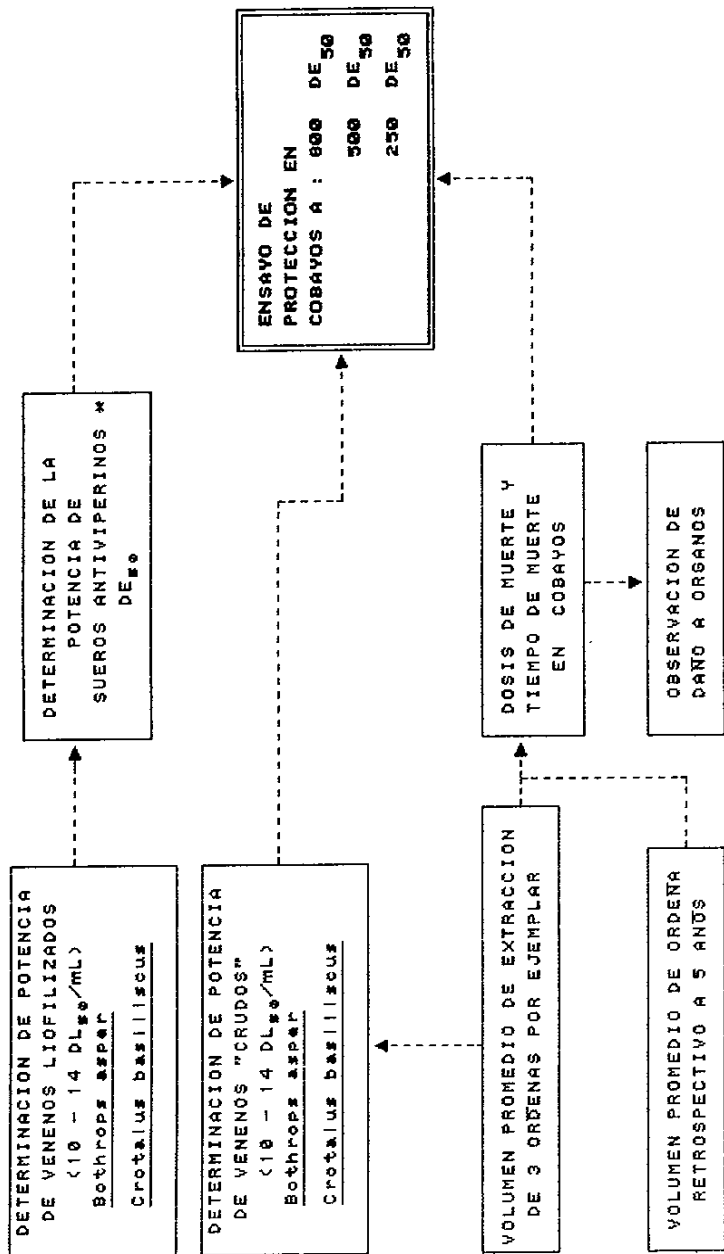 DETERMINACION DE POTENCIA
DE VENENOS LIOFILIZADOS
(10 - 14 DL50/mL)
Bothrops asper
Crotalus basiliscus
DETERMINACION DE LA
POTENCIA DE
SUEROS ANTIVIPERINOS *
DE50
DETERMINACION DE POTENCIA
DE VENENOS "CRUDOS"
(10 - 14 DL50/mL)
Bothrops asper
Crotalus basiliscus
ENSAYO DE
PROTECCION EN
COBAYOS A : 800 DE50
500 DE50
250 DE50
VOLUMEN PROMEDIO DE EXTRACCION
DE 3 ORDEÑAS POR EJEMPLAR
DOSIS DE MUERTE Y
TIEMPO DE MUERTE
EN COBAYOS
VOLUMEN PROMEDIO DE ORDEÑA
RETROSPECTIVO A 5 AÑOS
OBSERVACION DE
DAÑO A ORGANOS